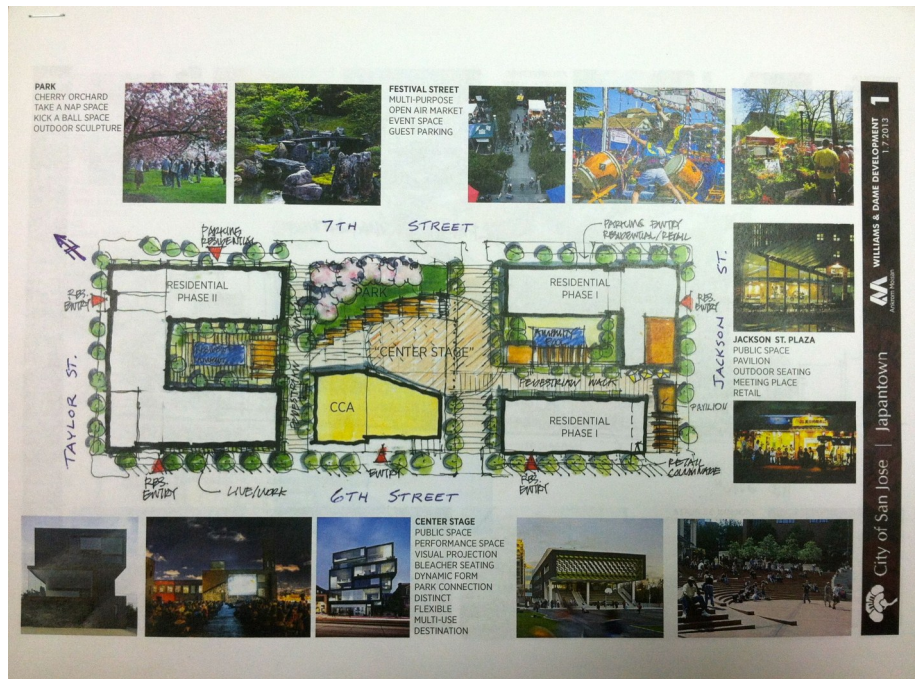 PARK
CHERRY ORCHARD
TAKE A NAP SPACE
KICK A BALL SPACE
OUTDOOR SCULPTURE
FESTIVAL STREET
MULTI-PURPOSE
OPEN AIR MARKET
EVENT SPACE
GUEST PARKING
7TH STREET
PARKING
RESIDENTIAL
PARKING ENTRY
RESIDENTIAL/RETAIL
RESIDENTIAL
PHASE II
PARK
RESIDENTIAL
PHASE I
RES.
ENTRY
RES.
ENTRY
TAYLOR ST.
JACKSON ST.
"CENTER STAGE"
PEDESTRIAN
PEDESTRIAN WALK
CCA
RESIDENTIAL
PHASE I
PAVILION
RES.
ENTRY
LIVE/WORK
ENTRY
RES.
ENTRY
RETAIL
COLONNADE
6TH STREET
JACKSON ST. PLAZA
PUBLIC SPACE
PAVILION
OUTDOOR SEATING
MEETING PLACE
RETAIL
CENTER STAGE
PUBLIC SPACE
PERFORMANCE SPACE
VISUAL PROJECTION
BLEACHER SEATING
DYNAMIC FORM
PARK CONNECTION
DISTINCT
FLEXIBLE
MULTI-USE
DESTINATION
City of San Jose | Japantown
Ankrom Moisan
WILLIAMS & DAME DEVELOPMENT
1.7.2013
1